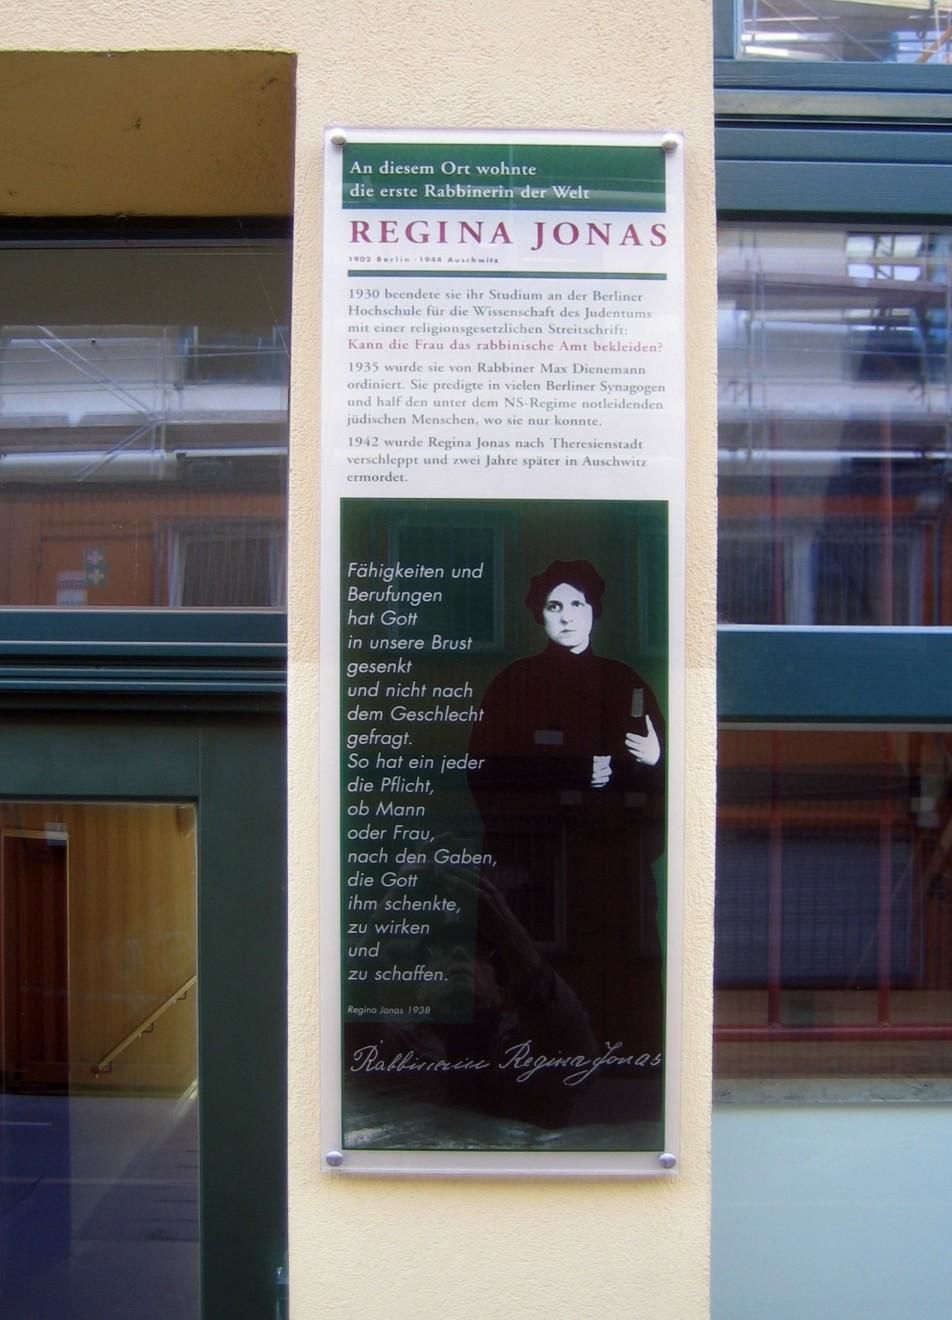 An diesem Ort wohnte
die erste Rabbinerin der Welt
REGINA JONAS
1902 Berlin - 1944 Auschwitz
1930 beendete sie ihr Studium an der Berliner
Hochschule für die Wissenschaft des Judentums
mit einer religionsgesetzlichen Streitschrift:
Kann die Frau das rabbinische Amt bekleiden?
1935 wurde sie von Rabbiner Max Dienemann
ordiniert. Sie predigte in vielen Berliner Synagogen
und half den unter dem NS-Regime notleidenden
jüdischen Menschen, wo sie nur konnte.
1942 wurde Regina Jonas nach Theresienstadt
verschleppt und zwei Jahre später in Auschwitz
ermordet.
Fähigkeiten und
Berufungen
hat Gott
in unsere Brust
gesenkt
und nicht nach
dem Geschlecht
gefragt.
So hat ein jeder
die Pflicht,
ob Mann
oder Frau,
nach den Gaben,
die Gott
ihm schenkte,
zu wirken
und
zu schaffen.
Regina Jonas 1938
Rabbinerin Regina Jonas